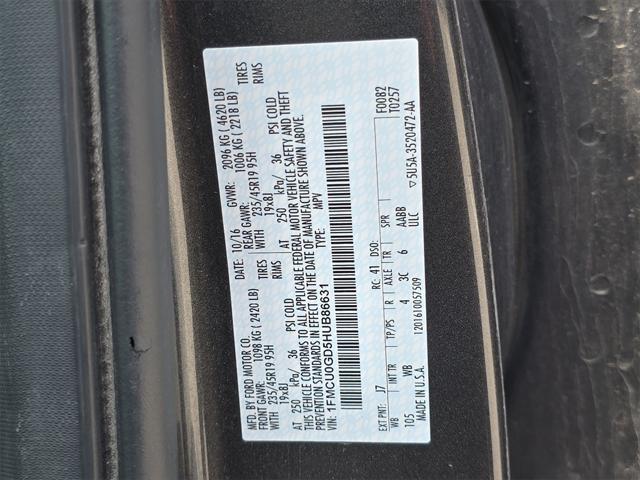 MFD. BY FORD MOTOR CO.
DATE: 10/16 GVWR: 2096 KG ( 4620 LB)
FRONT GAWR: 1098 KG ( 2420 LB) REAR GAWR: 1006 KG ( 2218 LB)
WITH 235/45R19 95H TIRES WITH 235/45R19 95H TIRES
19x8J RIMS 19x8J RIMS
AT 250 kPa/ 36 PSI COLD AT 250 kPa/ 36 PSI COLD
THIS VEHICLE CONFORMS TO ALL APPLICABLE FEDERAL MOTOR VEHICLE SAFETY AND THEFT
PREVENTION STANDARDS IN EFFECT ON THE DATE OF MANUFACTURE SHOWN ABOVE.
VIN: 1FMCU0GD5HUB86631 TYPE: MPV
EXT PNT: J7 RC: 41 DSO: F0082
T0257
WB INT TR TP/PS R AXLE TR SPR
105 WB 4 3C 6 AABB
MADE IN U.S.A. 1201610057509 ULC ▽5U5A-3520472-AA